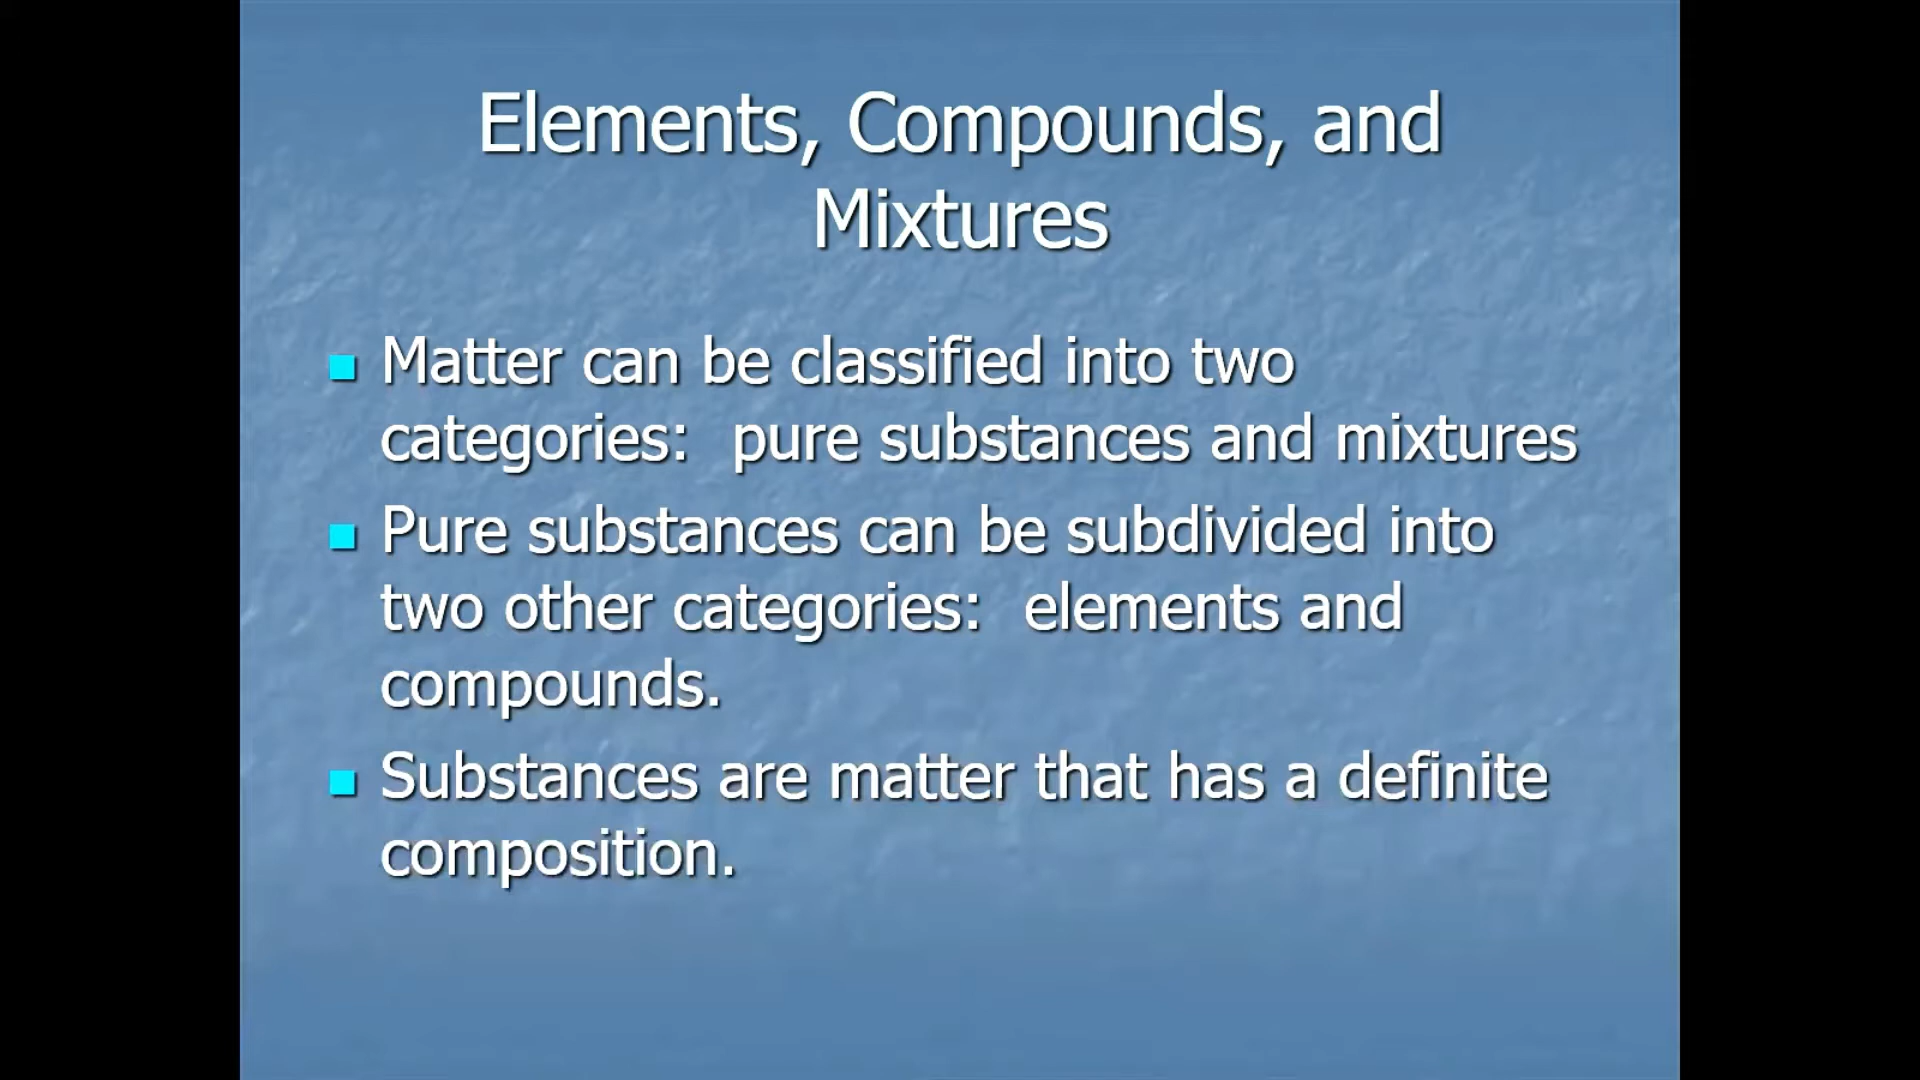 Elements, Compounds, and
Mixtures
Matter can be classified into two
categories:  pure substances and mixtures
Pure substances can be subdivided into
two other categories:  elements and
compounds.
Substances are matter that has a definite
composition.